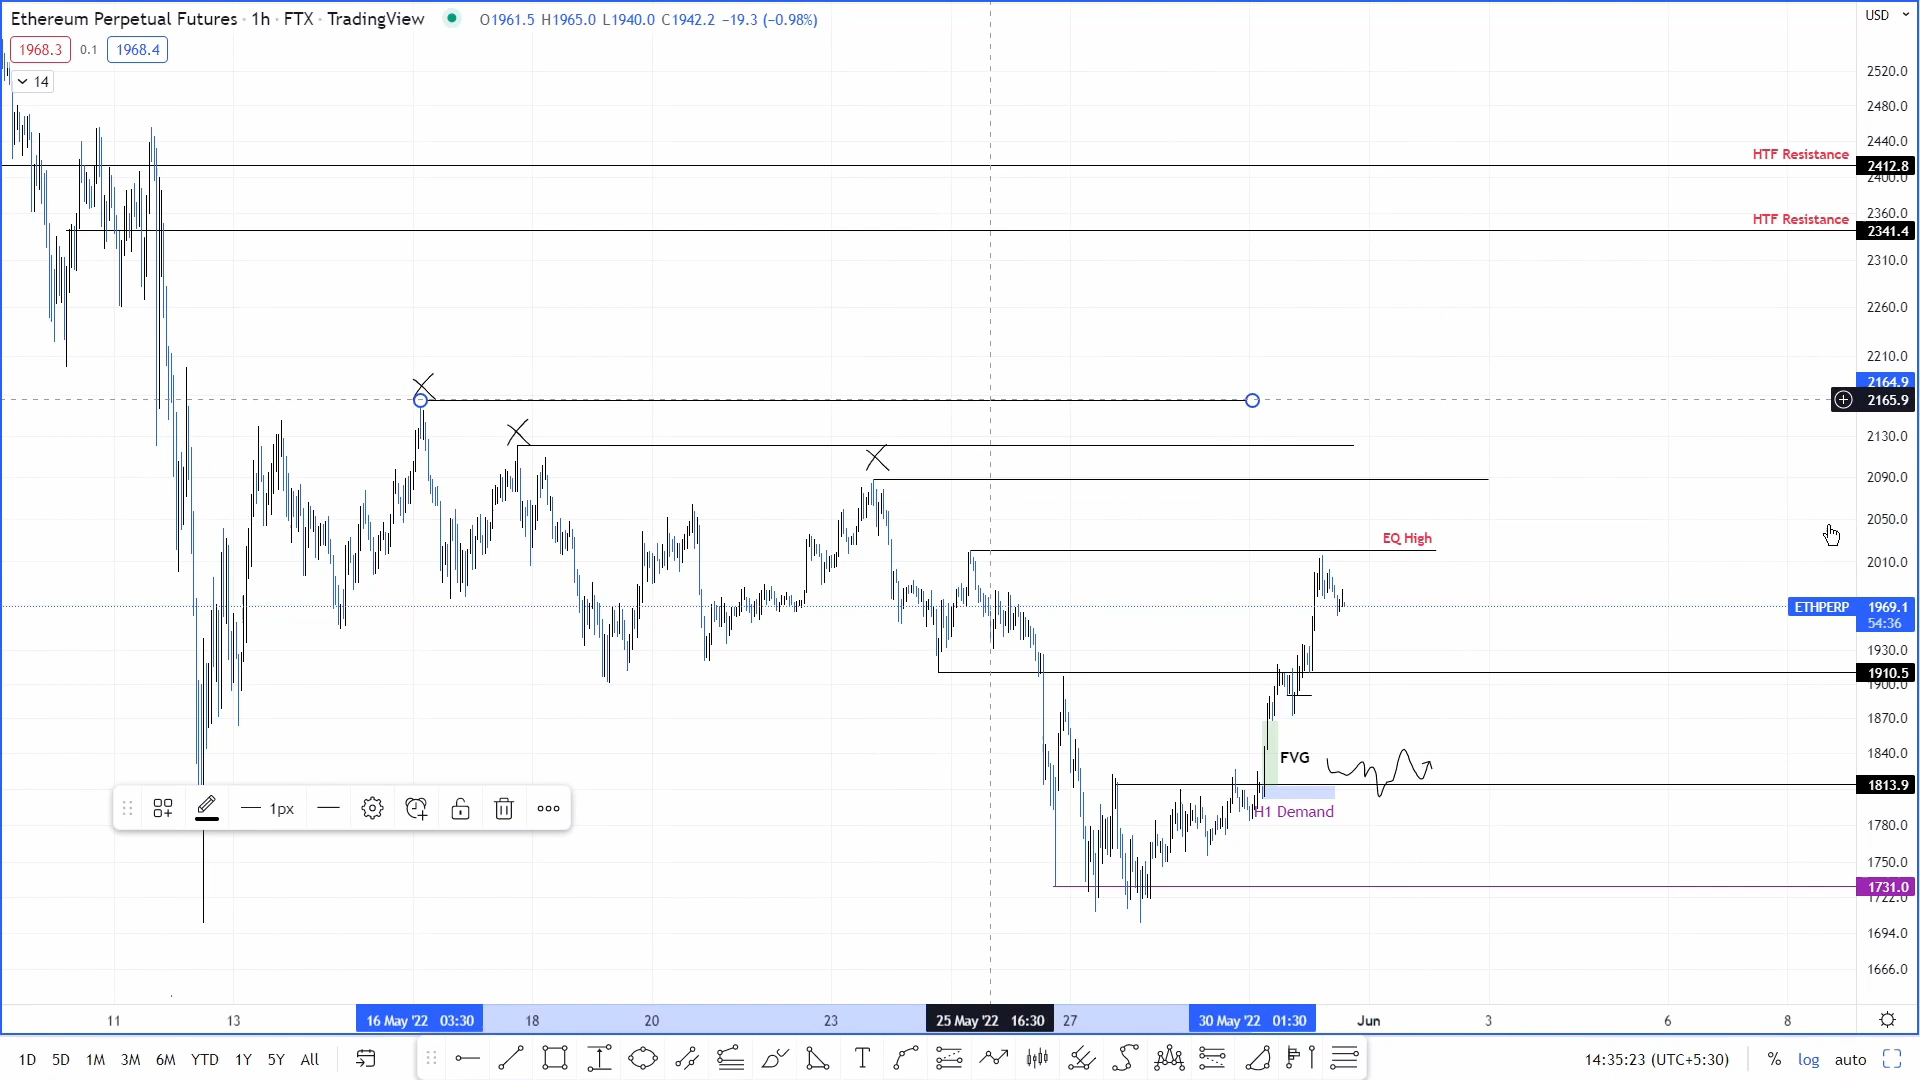 Ethereum Perpetual Futures · 1h · FTX · TradingView O1961.5 H1965.0 L1940.0 C1942.2 −19.3 (−0.98%)
USD
1968.3 0.1 1968.4
14
2520.0
2480.0
2440.0
HTF Resistance
2412.8
2400.0
2360.0
HTF Resistance
2341.4
2310.0
2260.0
2210.0
2164.9
2165.9
2130.0
2090.0
2050.0
EQ High
2010.0
ETHPERP 1969.1
54:36
1930.0
1910.5
1900.0
1870.0
FVG
1840.0
1813.9
1px
H1 Demand
1780.0
1750.0
1731.0
1722.0
1694.0
1666.0
11 13 16 May '22 03:30 18 20 23 25 May '22 16:30 27 30 May '22 01:30 Jun 3 6 8
1D 5D 1M 3M 6M YTD 1Y 5Y All
14:35:23 (UTC+5:30) % log auto